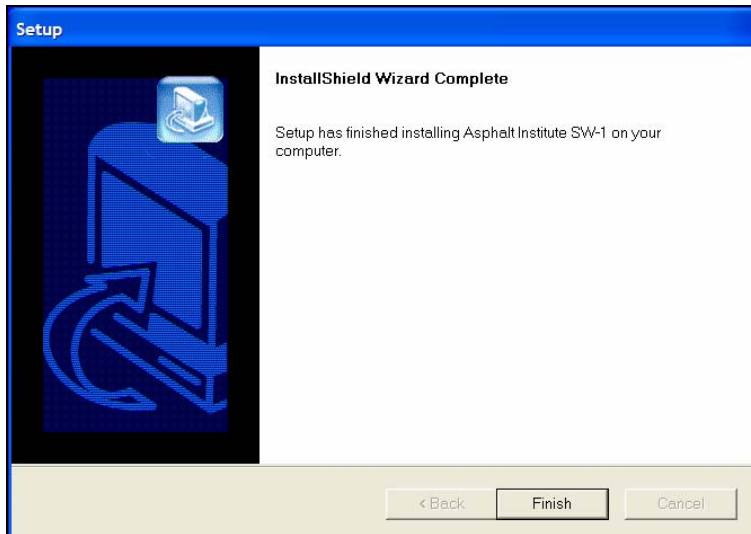 Setup
InstallShield Wizard Complete
Setup has finished installing Asphalt Institute SW-1 on your
computer.
< Back
Finish
Cancel